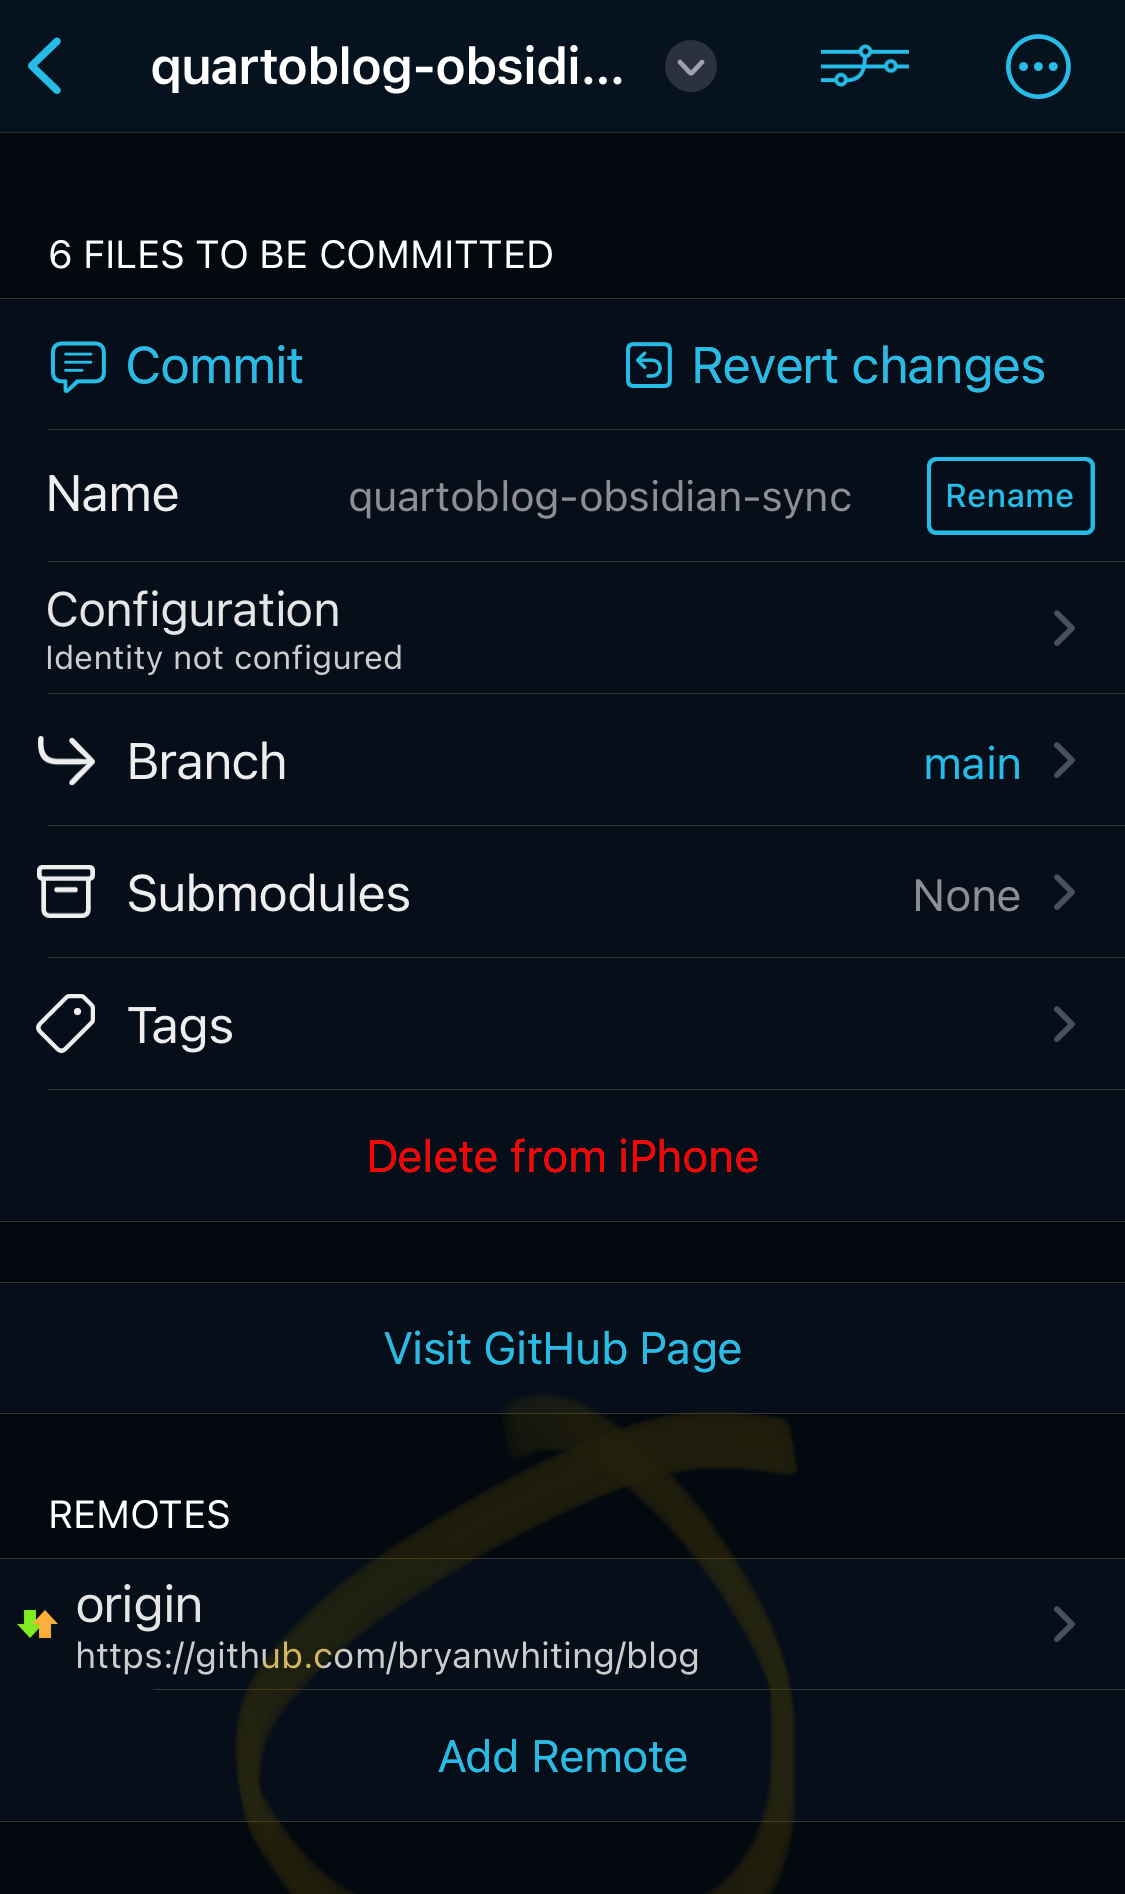 quartoblog-obsidi...
6 FILES TO BE COMMITTED
Commit
Revert changes
Name
quartoblog-obsidian-sync
Rename
Configuration
Identity not configured
Branch
main
Submodules
None
Tags
Delete from iPhone
Visit GitHub Page
REMOTES
origin
https://github.com/bryanwhiting/blog
Add Remote